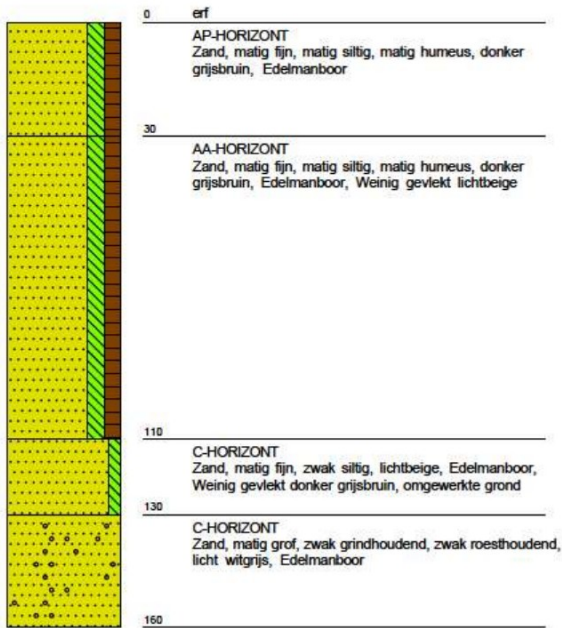 0 erf
AP-HORIZONT
Zand, matig fijn, matig siltig, matig humeus, donker
grijsbruin, Edelmanboor
30
AA-HORIZONT
Zand, matig fijn, matig siltig, matig humeus, donker
grijsbruin, Edelmanboor, Weinig gevlekt lichtbeige
110
C-HORIZONT
Zand, matig fijn, zwak siltig, lichtbeige, Edelmanboor,
Weinig gevlekt donker grijsbruin, omgewerkte grond
130
C-HORIZONT
Zand, matig grof, zwak grindhoudend, zwak roesthoudend,
licht witgrijs, Edelmanboor
160